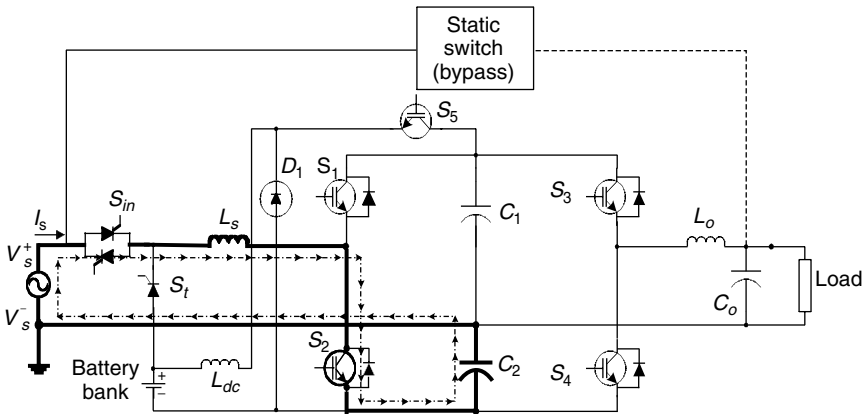 Static
switch
(bypass)
S5
D1
S1
C1
S3
Sin
Ls
Lo
Is
Vs+
St
Co
Load
Vs-
S2
C2
S4
Battery
bank
+
−
Ldc